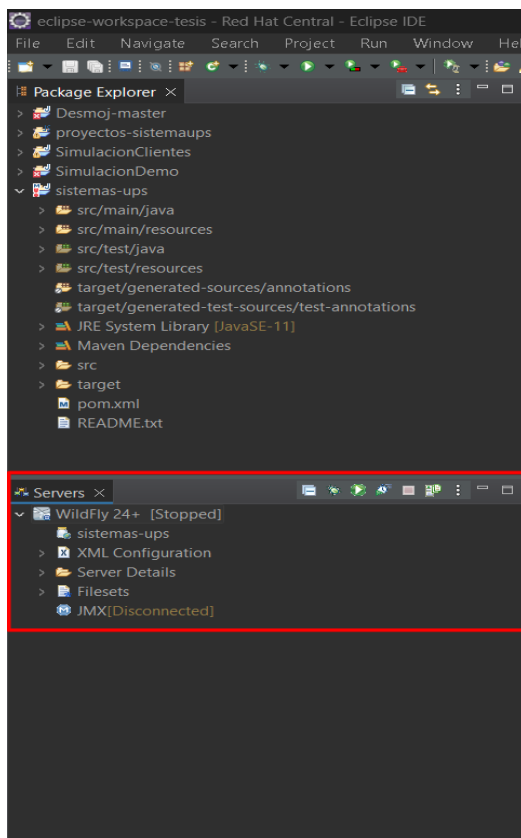 eclipse-workspace-tesis - Red Hat Central - Eclipse IDE
File Edit Navigate Search Project Run Window Hel
Package Explorer
Desmoj-master
proyectos-sistemaups
SimulacionClientes
SimulacionDemo
sistemas-ups
src/main/java
src/main/resources
src/test/java
src/test/resources
target/generated-sources/annotations
target/generated-test-sources/test-annotations
JRE System Library [JavaSE-11]
Maven Dependencies
src
target
pom.xml
README.txt
Servers
WildFly 24+ [Stopped]
sistemas-ups
XML Configuration
Server Details
Filesets
JMX[Disconnected]